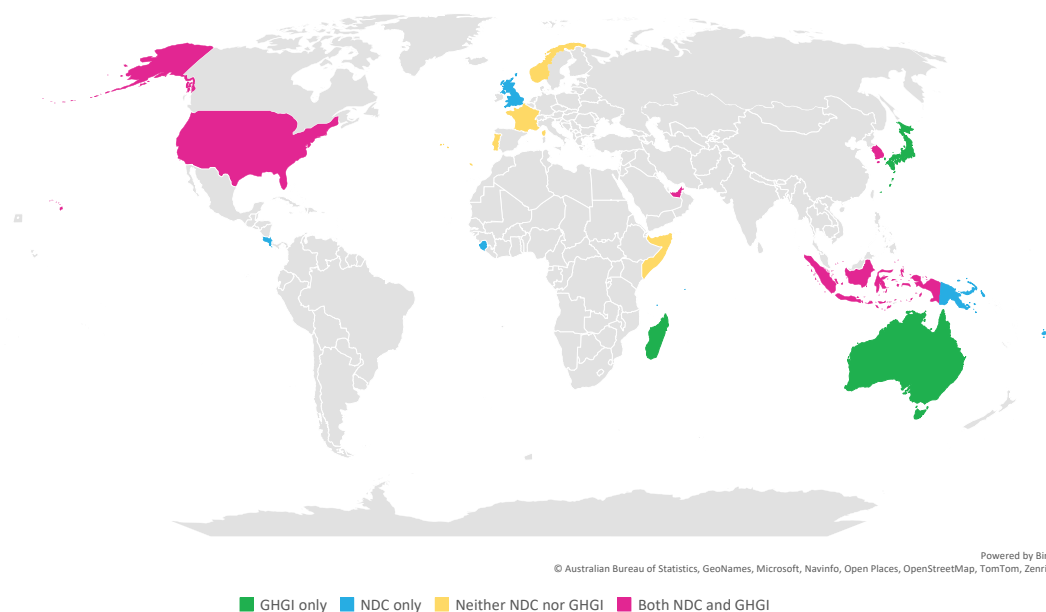 Powered by Bin
© Australian Bureau of Statistics, GeoNames, Microsoft, Navinfo, Open Places, OpenStreetMap, TomTom, Zenri
GHGI only NDC only Neither NDC nor GHGI Both NDC and GHGI